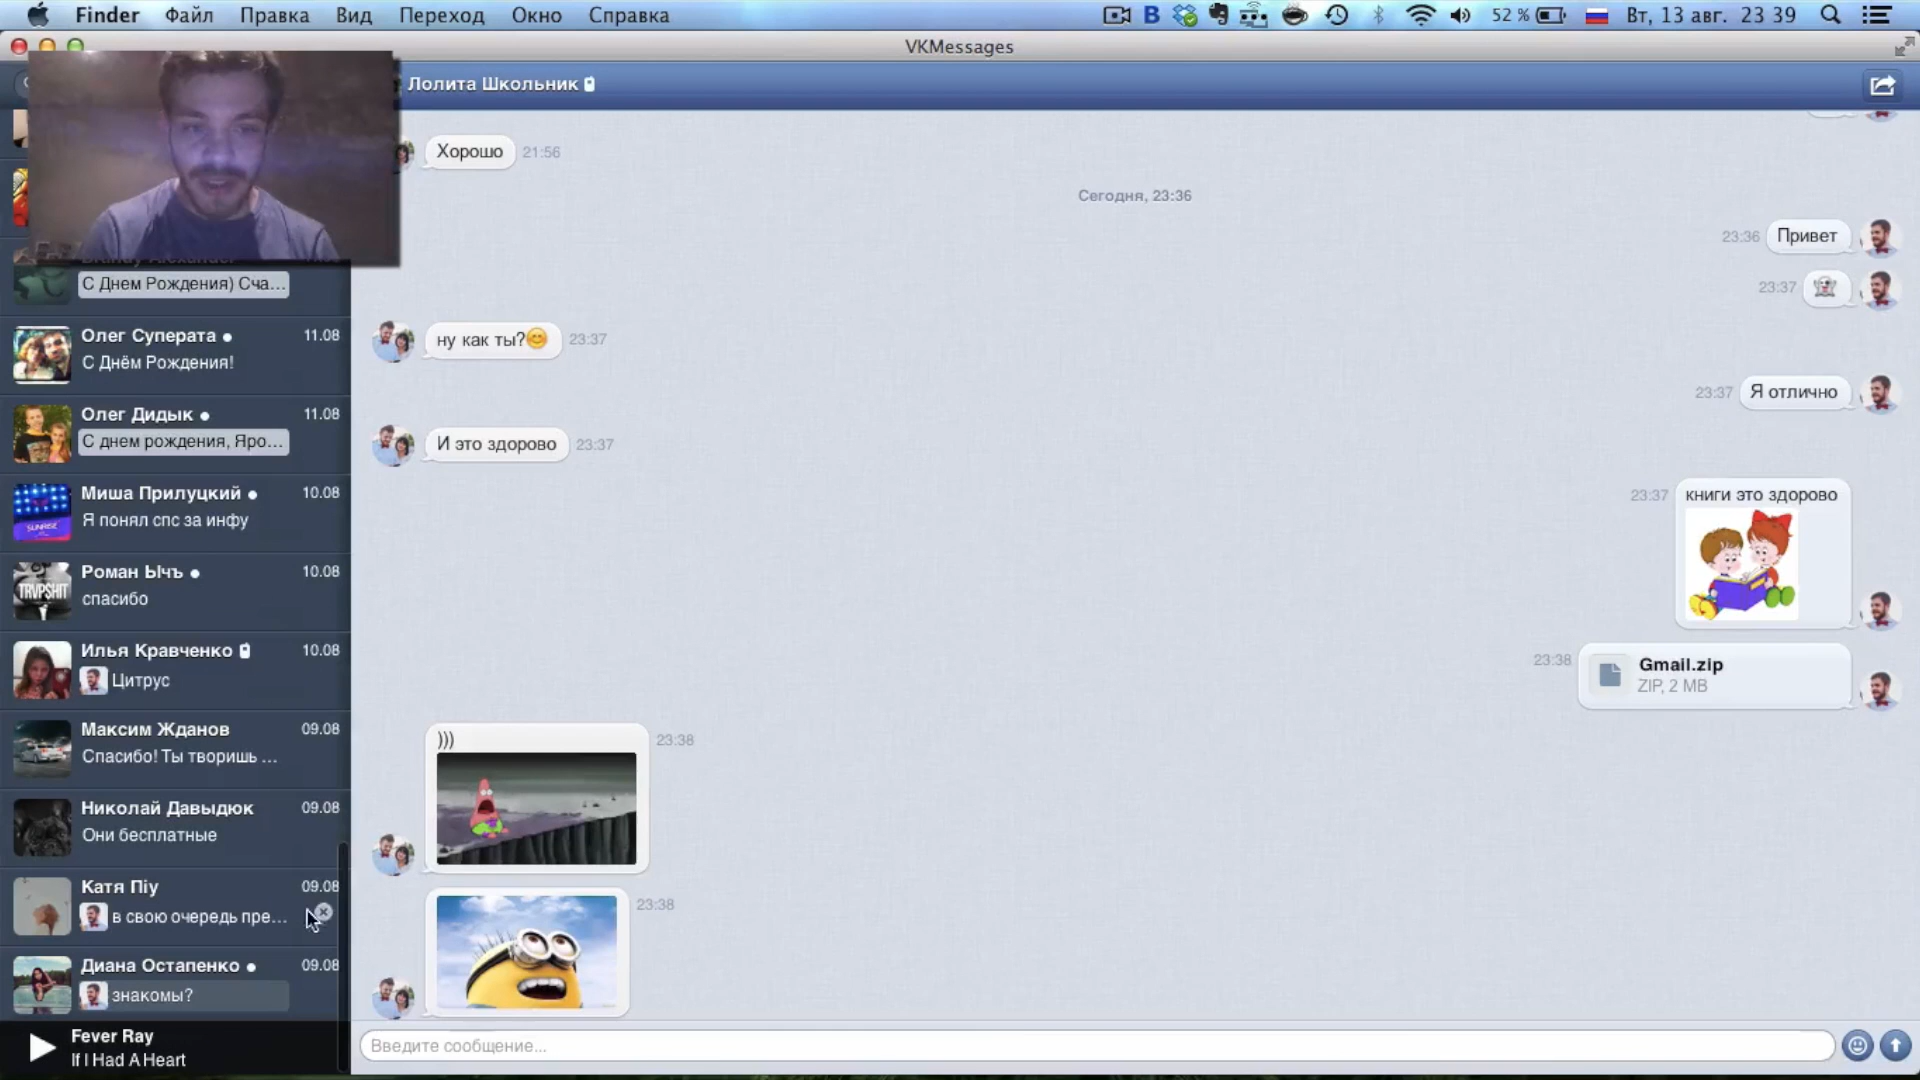 Finder Файл Правка Вид Переход Окно Справка 52 % Вт, 13 авг. 23 39
VKMessages
Лолита Школьник
Хорошо 21:56
Сегодня, 23:36
23:36 Привет
23:37
ну как ты? 23:37
23:37 Я отлично
И это здорово 23:37
23:37 книги это здорово
23:38 Gmail.zip
ZIP, 2 MB
))) 23:38
23:38
Введите сообщение...
С Днем Рождения) Сча...
Олег Суперата 11.08
С Днём Рождения!
Олег Дидык 11.08
С днем рождения, Яро...
Миша Прилуцкий 10.08
Я понял спс за инфу
SUNRISE
Роман Ычъ 10.08
спасибо
TRVPSHIT
Илья Кравченко 10.08
Цитрус
Максим Жданов 09.08
Спасибо! Ты творишь ...
Николай Давыдюк 09.08
Они бесплатные
Катя Піу 09.08
в свою очередь пре...
Диана Остапенко 09.08
знакомы?
Fever Ray
If I Had A Heart